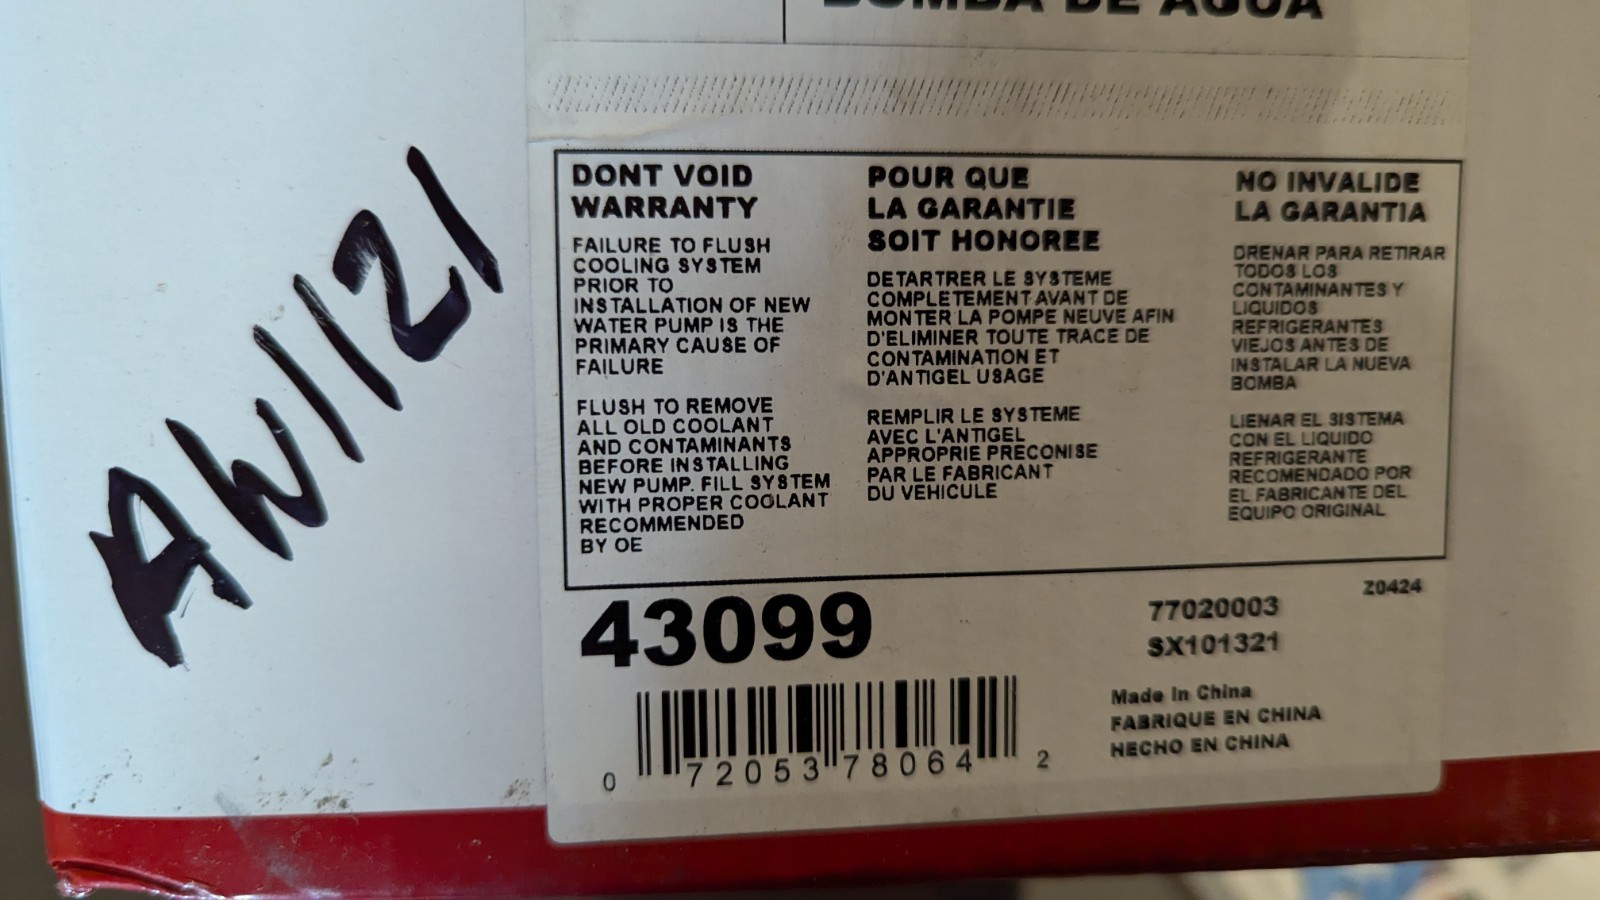 BOMBA DE AGUA
AW1121
DONT VOID
WARRANTY
FAILURE TO FLUSH
COOLING SYSTEM
PRIOR TO
INSTALLATION OF NEW
WATER PUMP IS THE
PRIMARY CAUSE OF
FAILURE
FLUSH TO REMOVE
ALL OLD COOLANT
AND CONTAMINANTS
BEFORE INSTALLING
NEW PUMP. FILL SYSTEM
WITH PROPER COOLANT
RECOMMENDED
BY OE
POUR QUE
LA GARANTIE
SOIT HONOREE
DETARTRER LE SYSTEME
COMPLETEMENT AVANT DE
MONTER LA POMPE NEUVE AFIN
D'ELIMINER TOUTE TRACE DE
CONTAMINATION ET
D'ANTIGEL USAGE
REMPLIR LE SYSTEME
AVEC L'ANTIGEL
APPROPRIE PRECONISE
PAR LE FABRICANT
DU VEHICULE
NO INVALIDE
LA GARANTIA
DRENAR PARA RETIRAR
TODOS LOS
CONTAMINANTES Y
LIQUIDOS
REFRIGERANTES
VIEJOS ANTES DE
INSTALAR LA NUEVA
BOMBA
LIENAR EL SISTEMA
CON EL LIQUIDO
REFRIGERANTE
RECOMENDADO POR
EL FABRICANTE DEL
EQUIPO ORIGINAL
43099
Z0424
77020003
SX101321
Made In China
FABRIQUE EN CHINA
HECHO EN CHINA
0 72053 78064 2